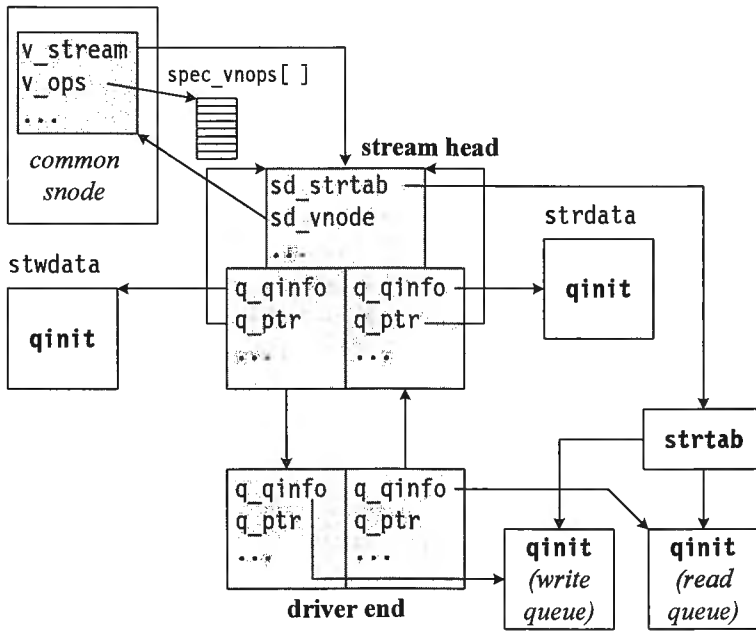 v_stream
v_ops
...
common
snode
spec_vnops[ ]
stream head
sd_strtab
sd_vnode
...
stwdata
qinit
q_qinfo
q_ptr
...
q_qinfo
q_ptr
...
strdata
qinit
strtab
q_qinfo
q_ptr
...
q_qinfo
q_ptr
...
driver end
qinit
(write
queue)
qinit
(read
queue)